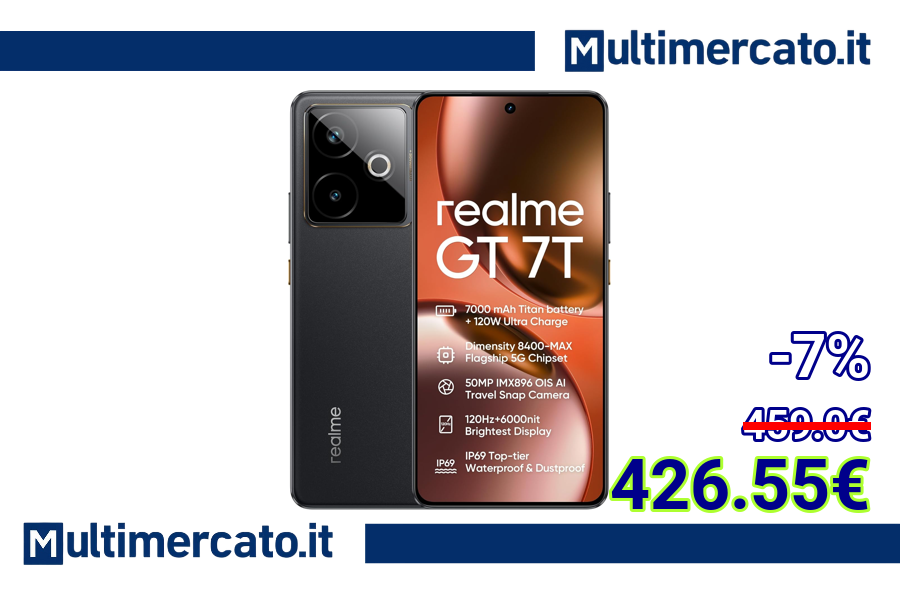 Multimercato.it
realme
GT 7T
7000 mAh Titan battery
+ 120W Ultra Charge
Dimensity 8400-MAX
Flagship 5G Chipset
50MP IMX896 OIS AI
Travel Snap Camera
120Hz+6000nit
Brightest Display
IP69
IP69 Top-tier
Waterproof & Dustproof
realme
-7%
459.0€
426.55€
Multimercato.it